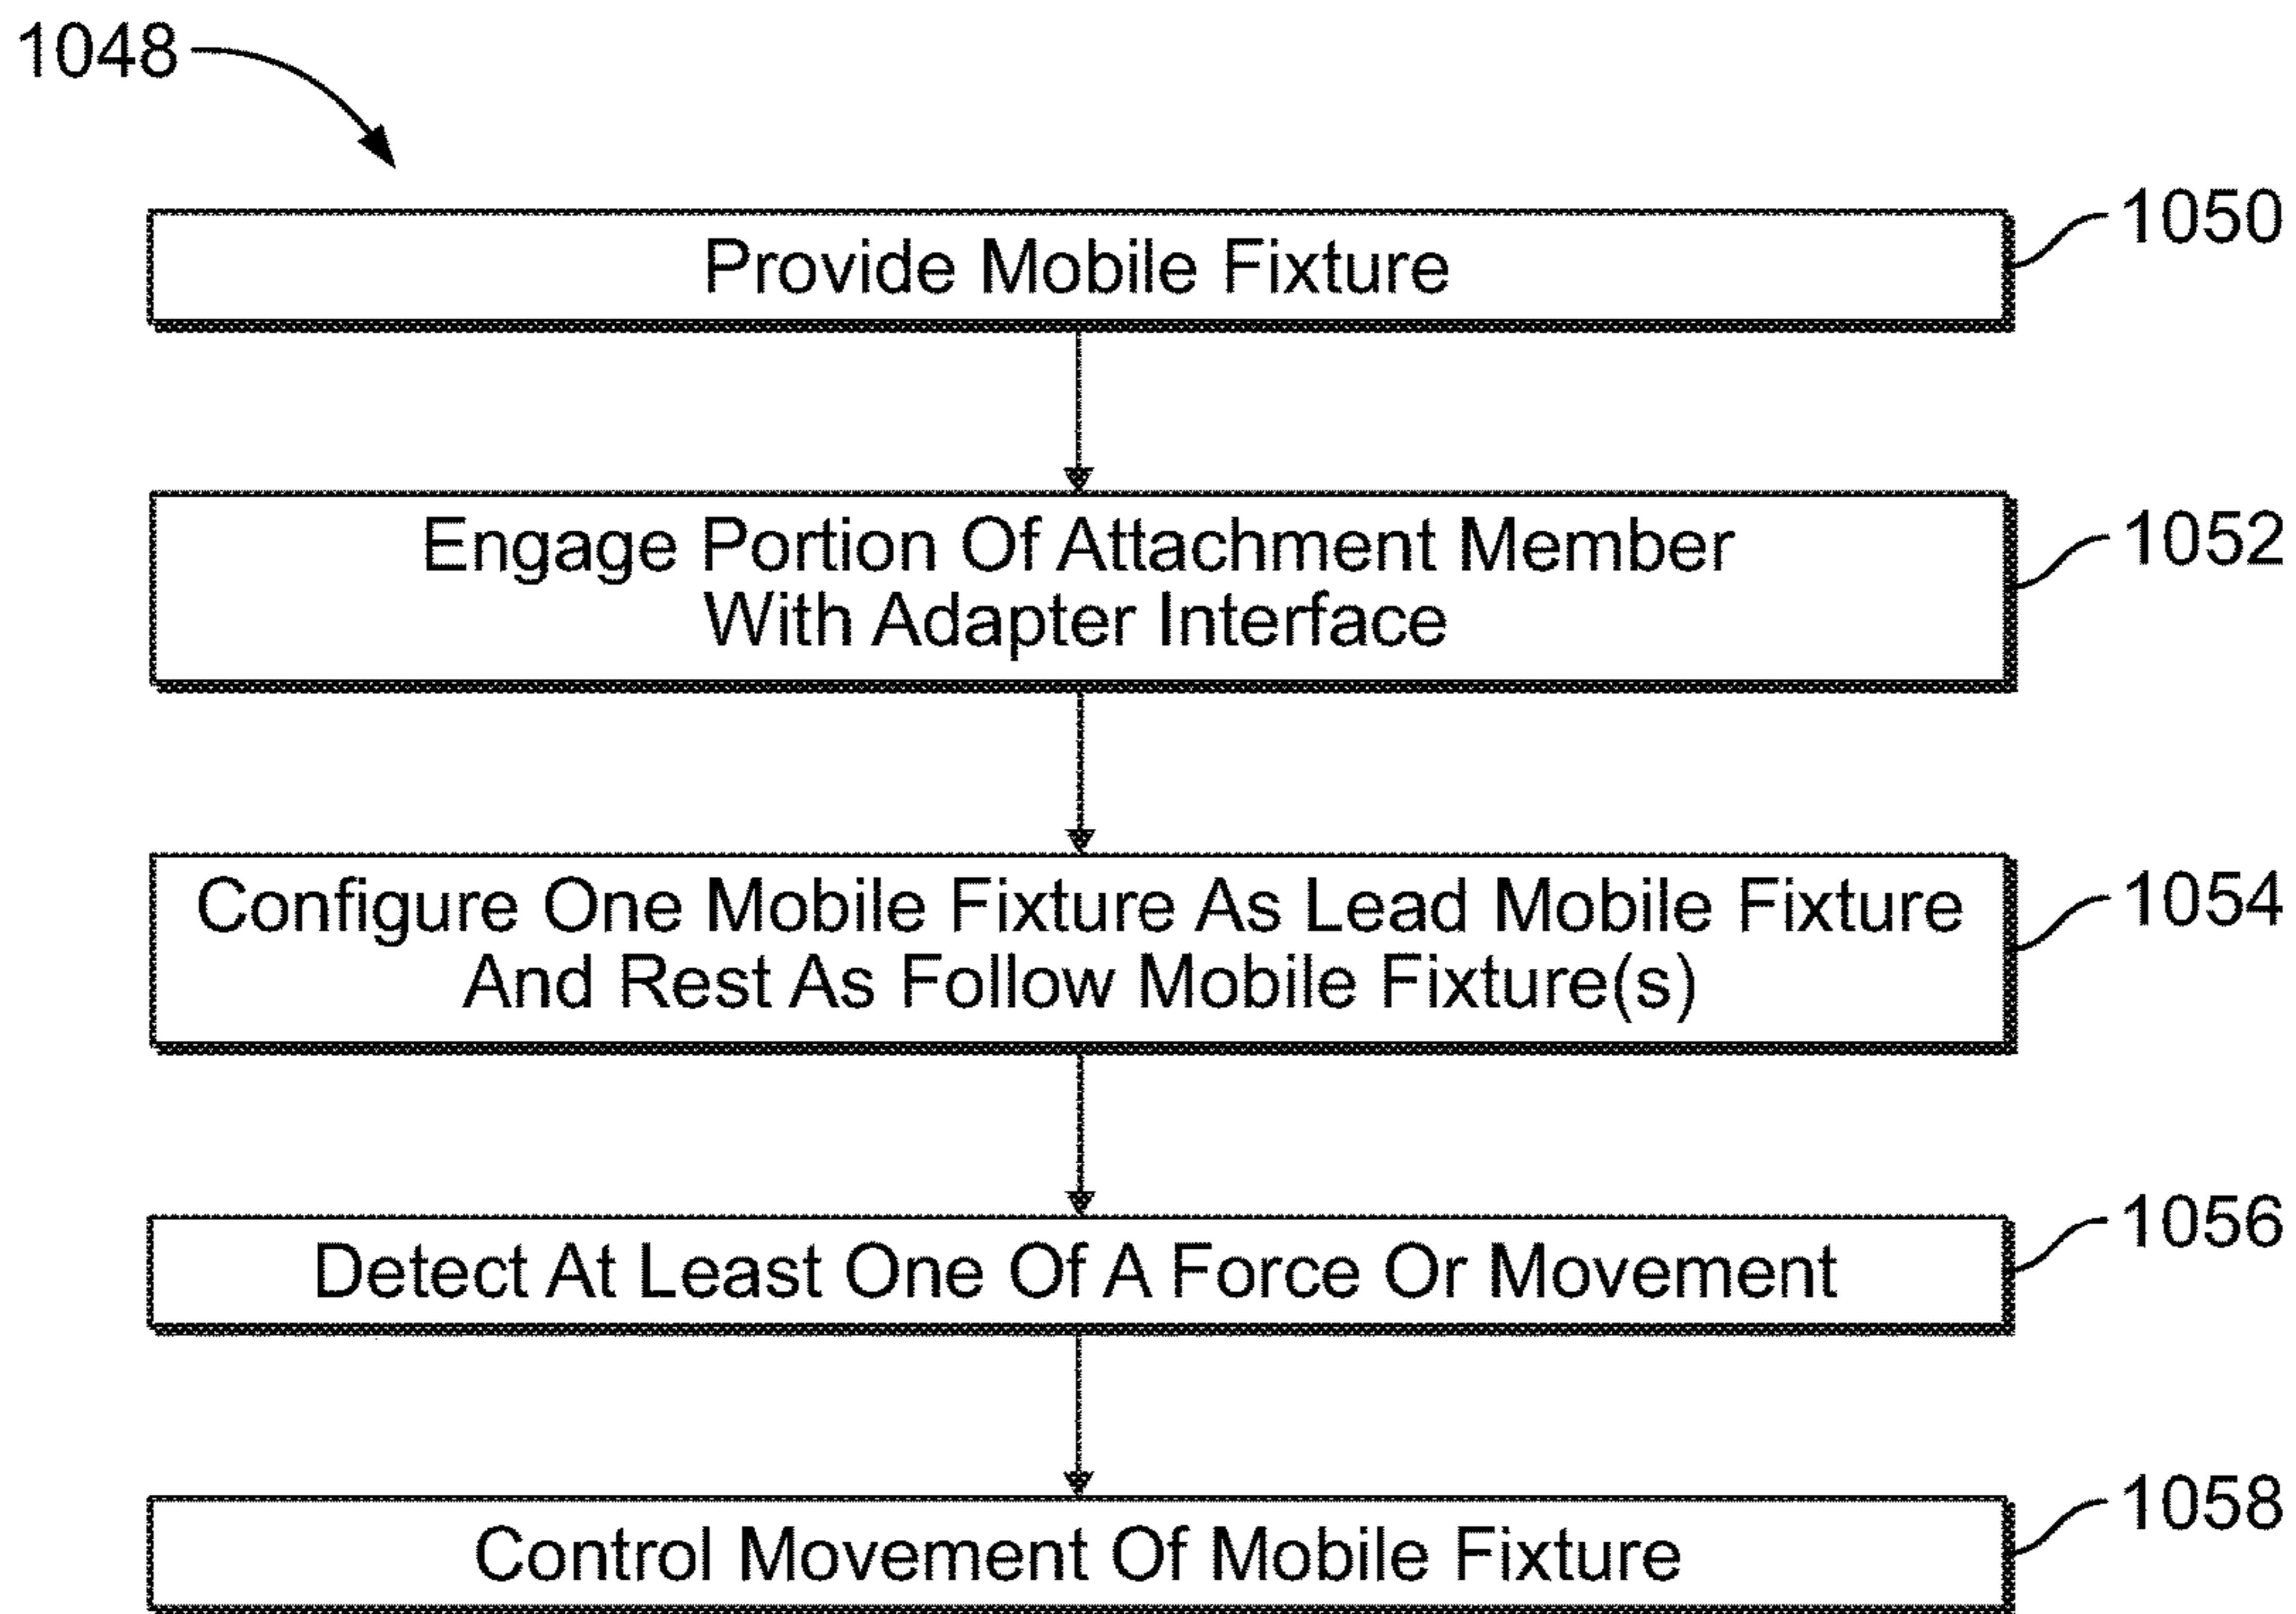 1048
Provide Mobile Fixture
1050
Engage Portion Of Attachment Member
With Adapter Interface
1052
Configure One Mobile Fixture As Lead Mobile Fixture
And Rest As Follow Mobile Fixture(s)
1054
Detect At Least One Of A Force Or Movement
1056
Control Movement Of Mobile Fixture
1058